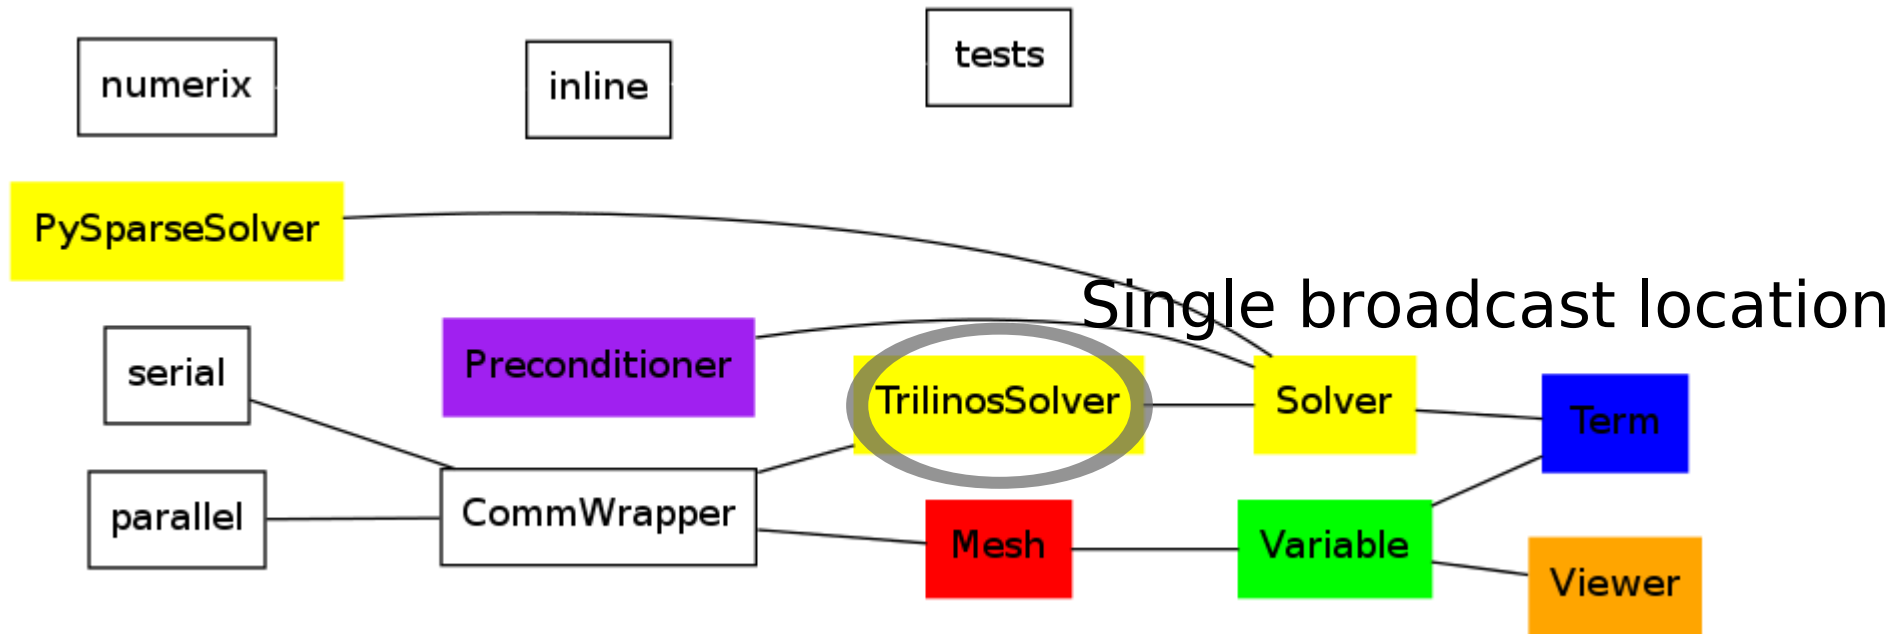 tests
numerix
inline
PySparseSolver
Single broadcast location
serial
Preconditioner
TrilinosSolver
Solver
Term
parallel
CommWrapper
Mesh
Variable
Viewer